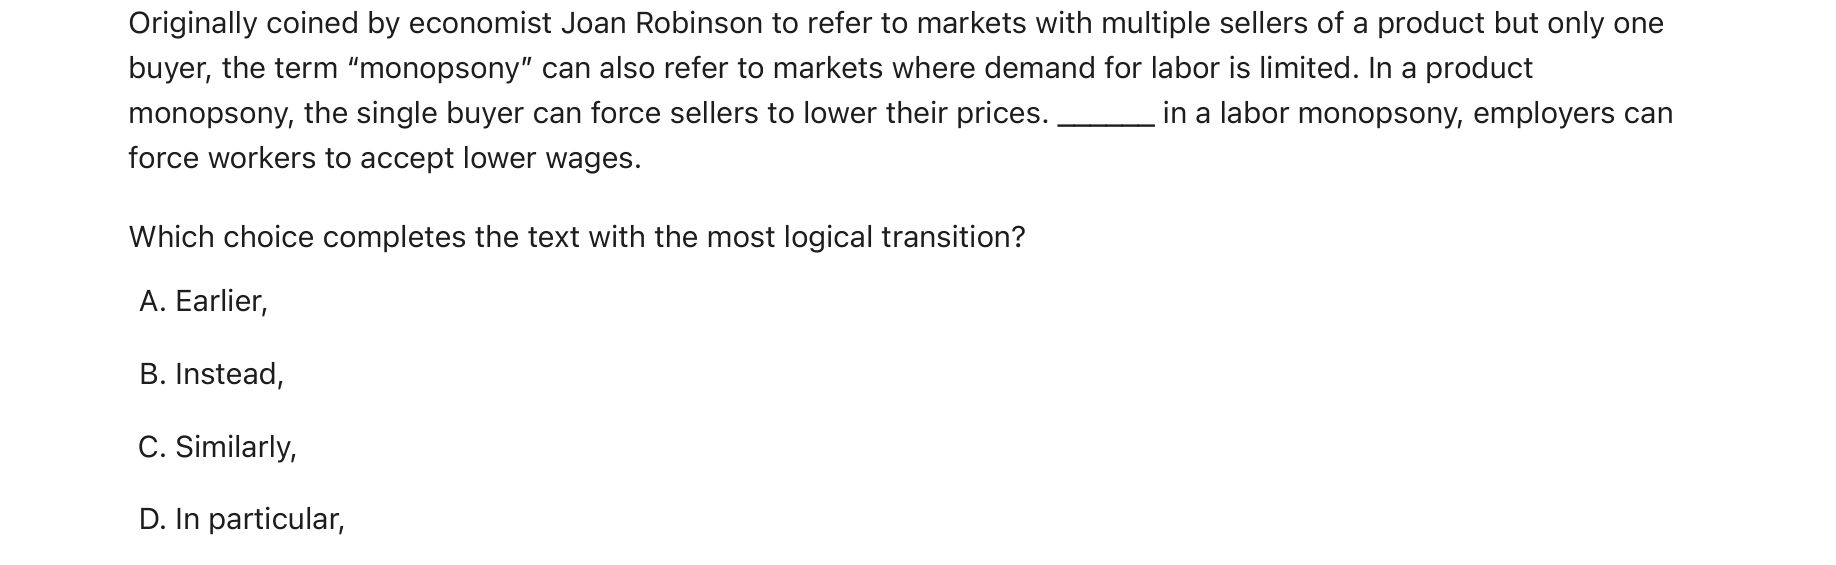 Originally coined by economist Joan Robinson to refer to markets with multiple sellers of a product but only one
buyer, the term “monopsony” can also refer to markets where demand for labor is limited. In a product
monopsony, the single buyer can force sellers to lower their prices. ______ in a labor monopsony, employers can
force workers to accept lower wages.
Which choice completes the text with the most logical transition?
A. Earlier,
B. Instead,
C. Similarly,
D. In particular,